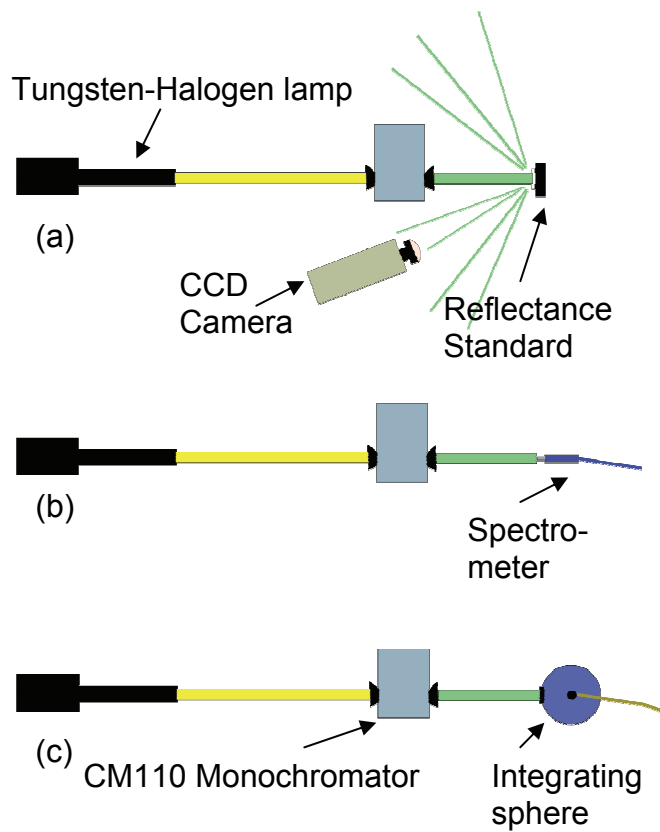 Tungsten-Halogen lamp
(a)
CCD
Camera
Reflectance
Standard
(b)
Spectro-
meter
(c)
CM110 Monochromator
Integrating
sphere